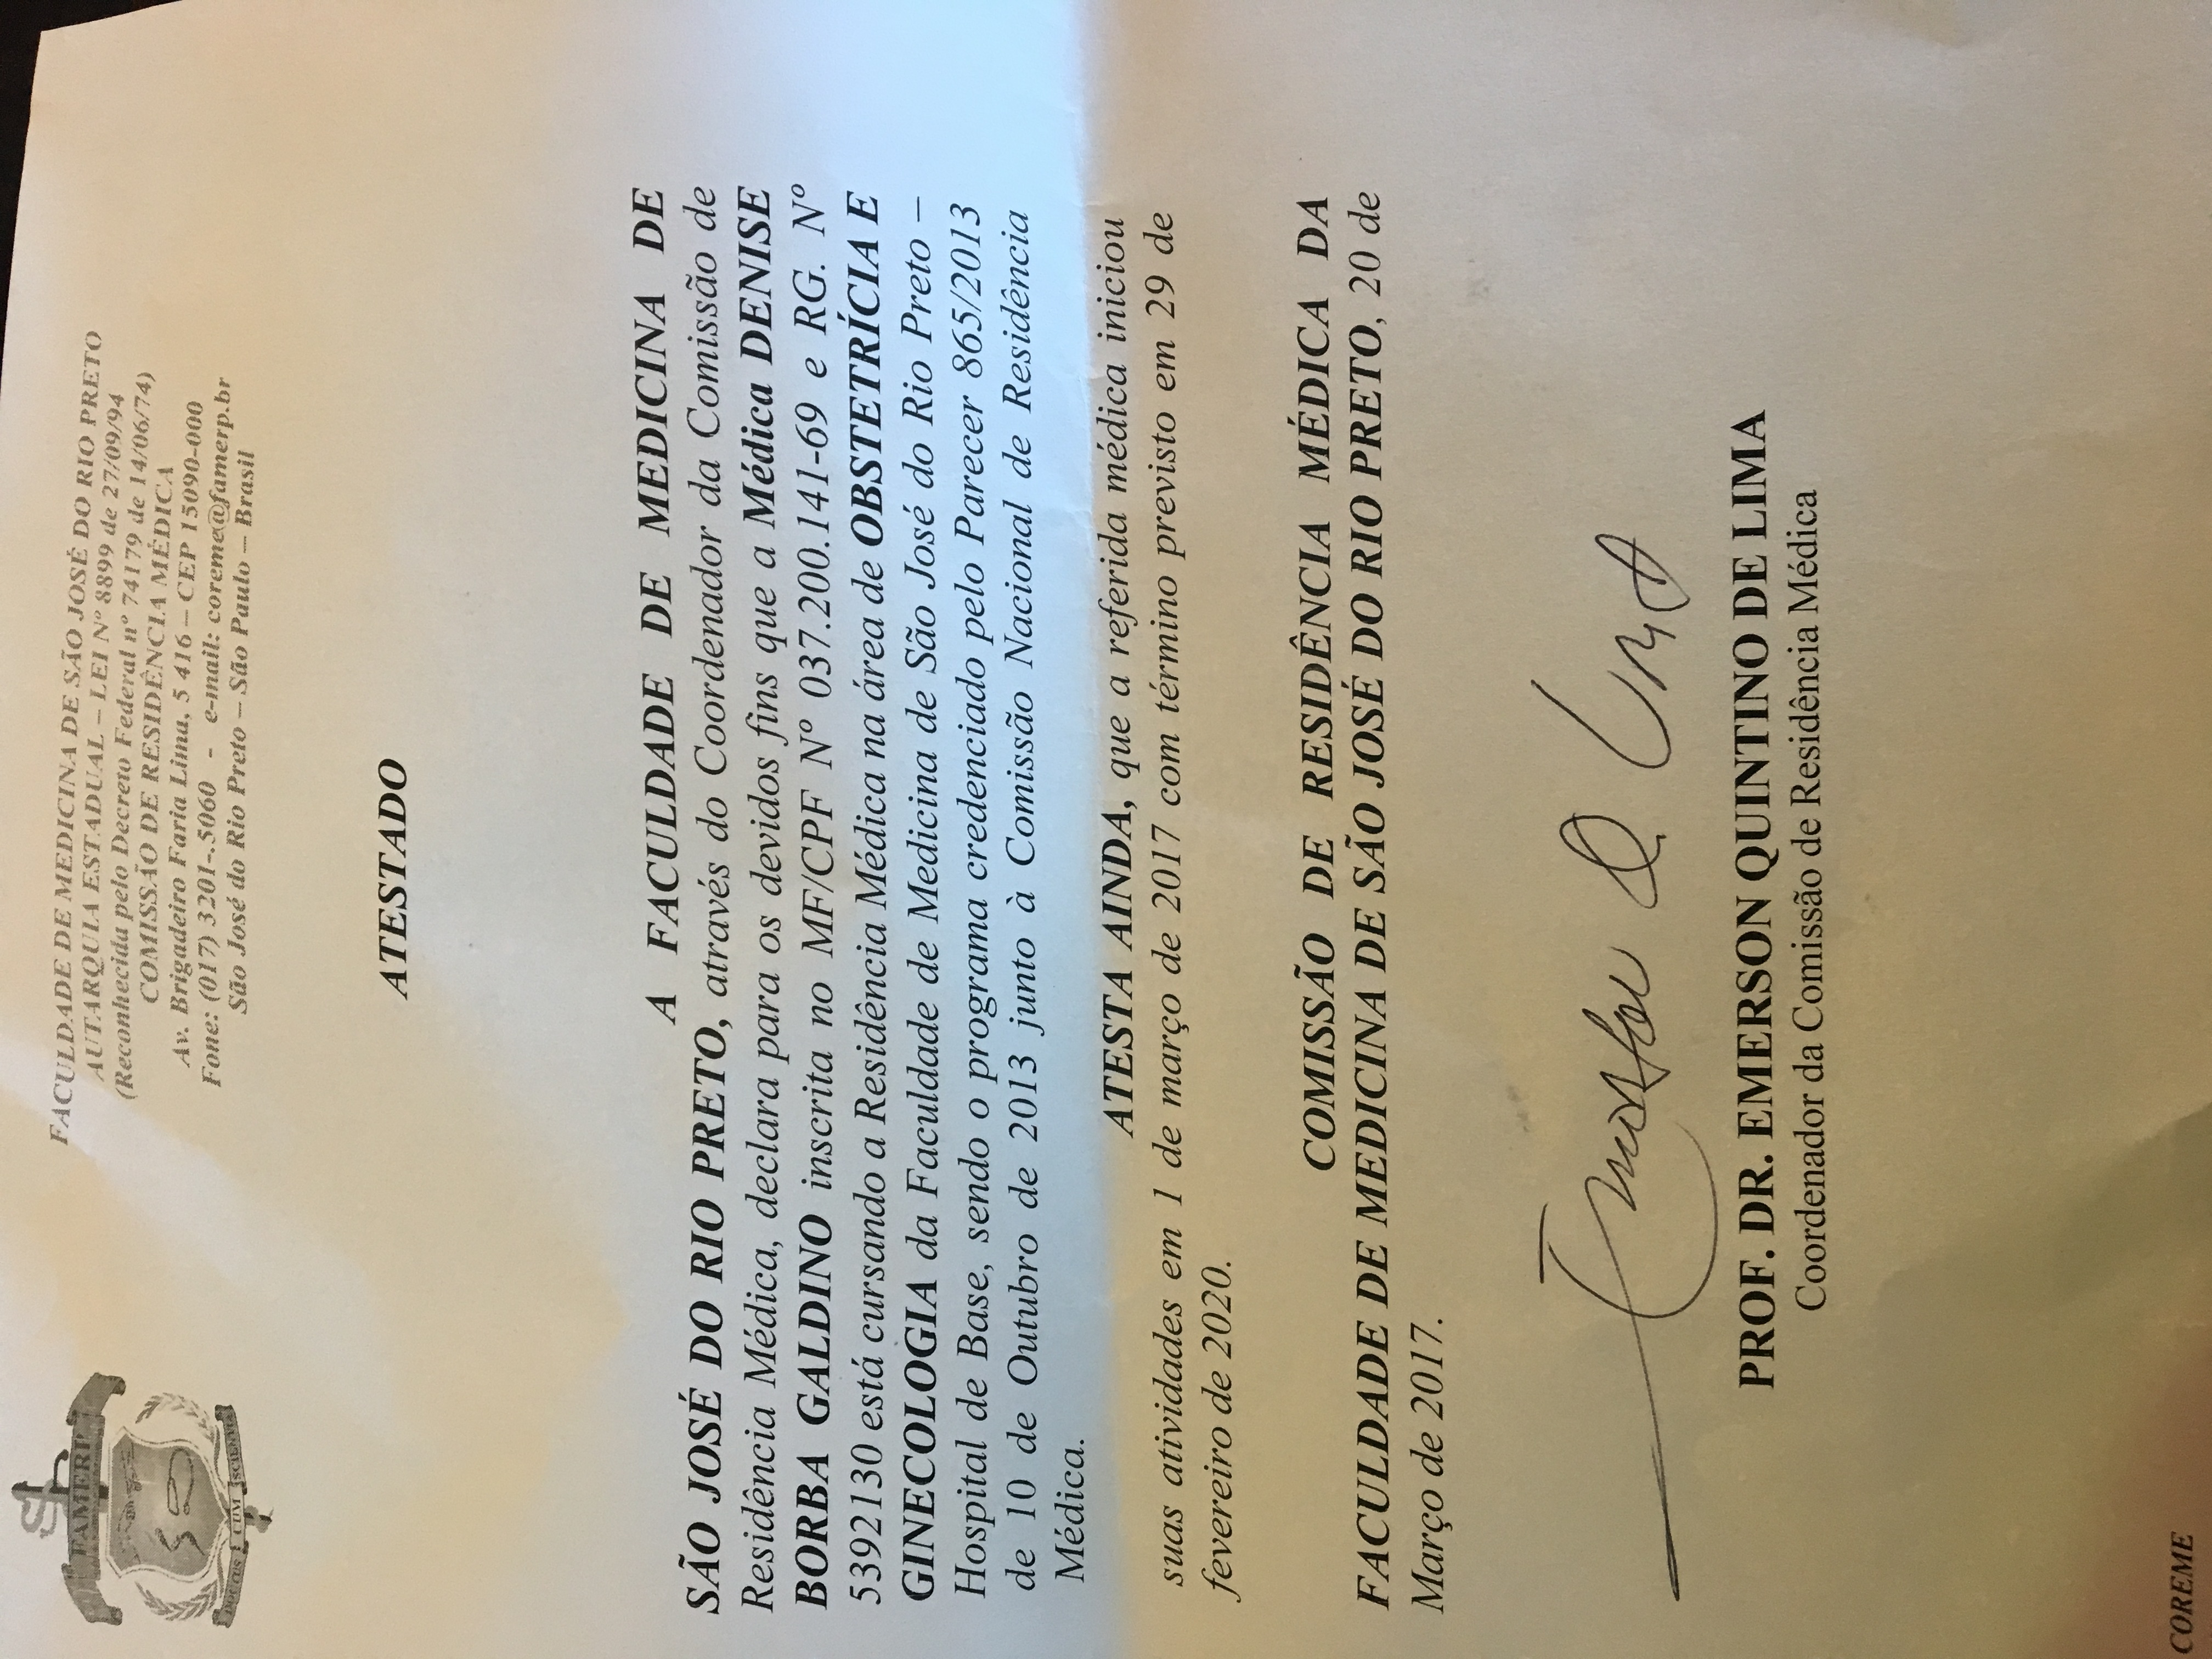 FAMERP
FACULDADE DE MEDICINA DE SÃO JOSÉ DO RIO PRETO
AUTARQUIA ESTADUAL – LEI Nº 8899 de 27/09/94
(Reconhecida pelo Decreto Federal nº 74179 de 14/06/74)
COMISSÃO DE RESIDÊNCIA MÉDICA
Av. Brigadeiro Faria Lima, 5 416 – CEP 15090-000
Fone: (017) 3201-.5060 - e-mail: coreme@famerp.br
São José do Rio Preto – São Paulo – Brasil
ATESTADO
A FACULDADE DE MEDICINA DE
SÃO JOSÉ DO RIO PRETO, através do Coordenador da Comissão de
Residência Médica, declara para os devidos fins que a Médica DENISE
BORBA GALDINO inscrita no MF/CPF Nº 037.200.141-69 e RG. Nº
5392130 está cursando a Residência Médica na área de OBSTETRÍCIA E
GINECOLOGIA da Faculdade de Medicina de São José do Rio Preto –
Hospital de Base, sendo o programa credenciado pelo Parecer 865/2013
de 10 de Outubro de 2013 junto à Comissão Nacional de Residência
Médica.
ATESTA AINDA, que a referida médica iniciou
suas atividades em 1 de março de 2017 com término previsto em 29 de
fevereiro de 2020.
COMISSÃO DE RESIDÊNCIA MÉDICA DA
FACULDADE DE MEDICINA DE SÃO JOSÉ DO RIO PRETO, 20 de
Março de 2017.
PROF. DR. EMERSON QUINTINO DE LIMA
Coordenador da Comissão de Residência Médica
COREME